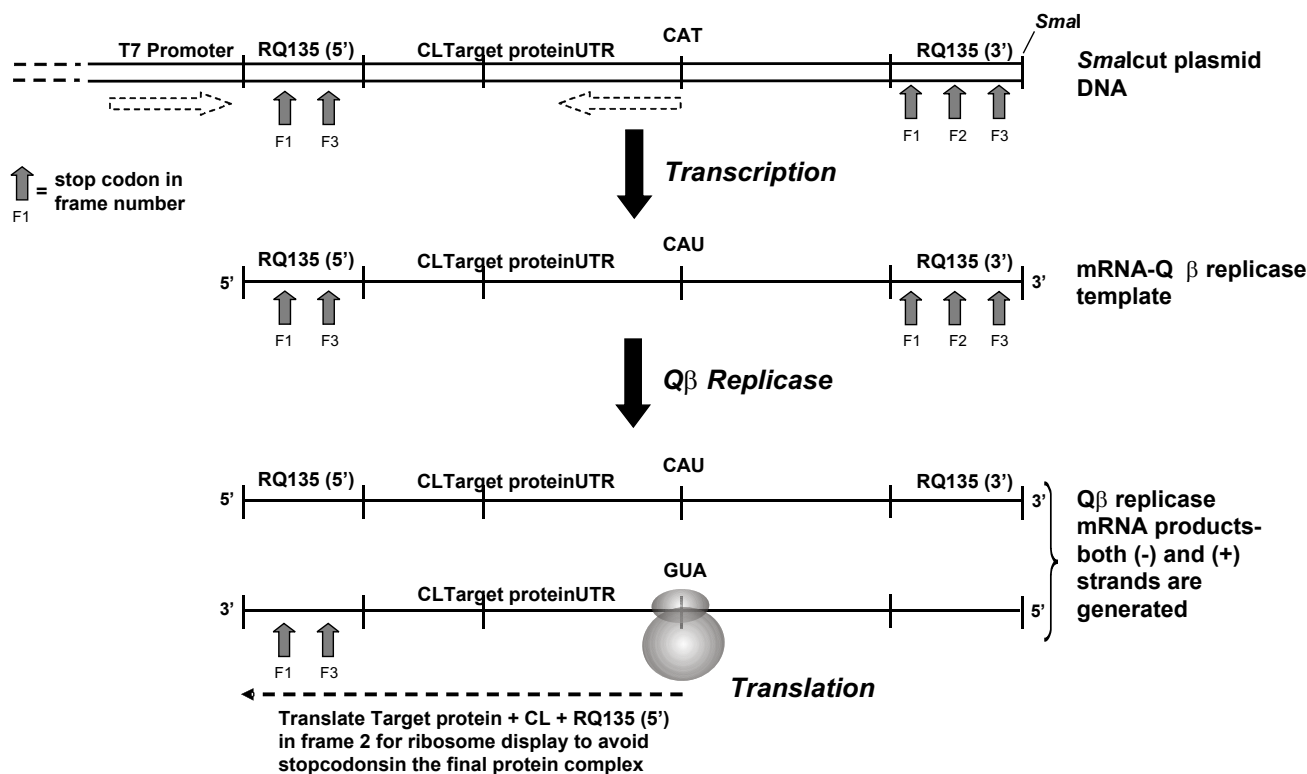 SmaI
CAT
T7 Promoter RQ135 (5’) CLTarget proteinUTR RQ135 (3’)
SmaIcut plasmid
DNA
F1 F3 F1 F2 F3
Transcription
= stop codon in
frame number
F1
CAU
RQ135 (5’) CLTarget proteinUTR RQ135 (3’)
5’ 3’
mRNA-Q β replicase
template
F1 F3 F1 F2 F3
Qβ Replicase
CAU
RQ135 (5’) CLTarget proteinUTR RQ135 (3’)
5’ 3’
Qβ replicase
mRNA products-
both (-) and (+)
strands are
generated
GUA
CLTarget proteinUTR
3’ 5’
F1 F3
Translation
Translate Target protein + CL + RQ135 (5’)
in frame 2 for ribosome display to avoid
stopcodonsin the final protein complex